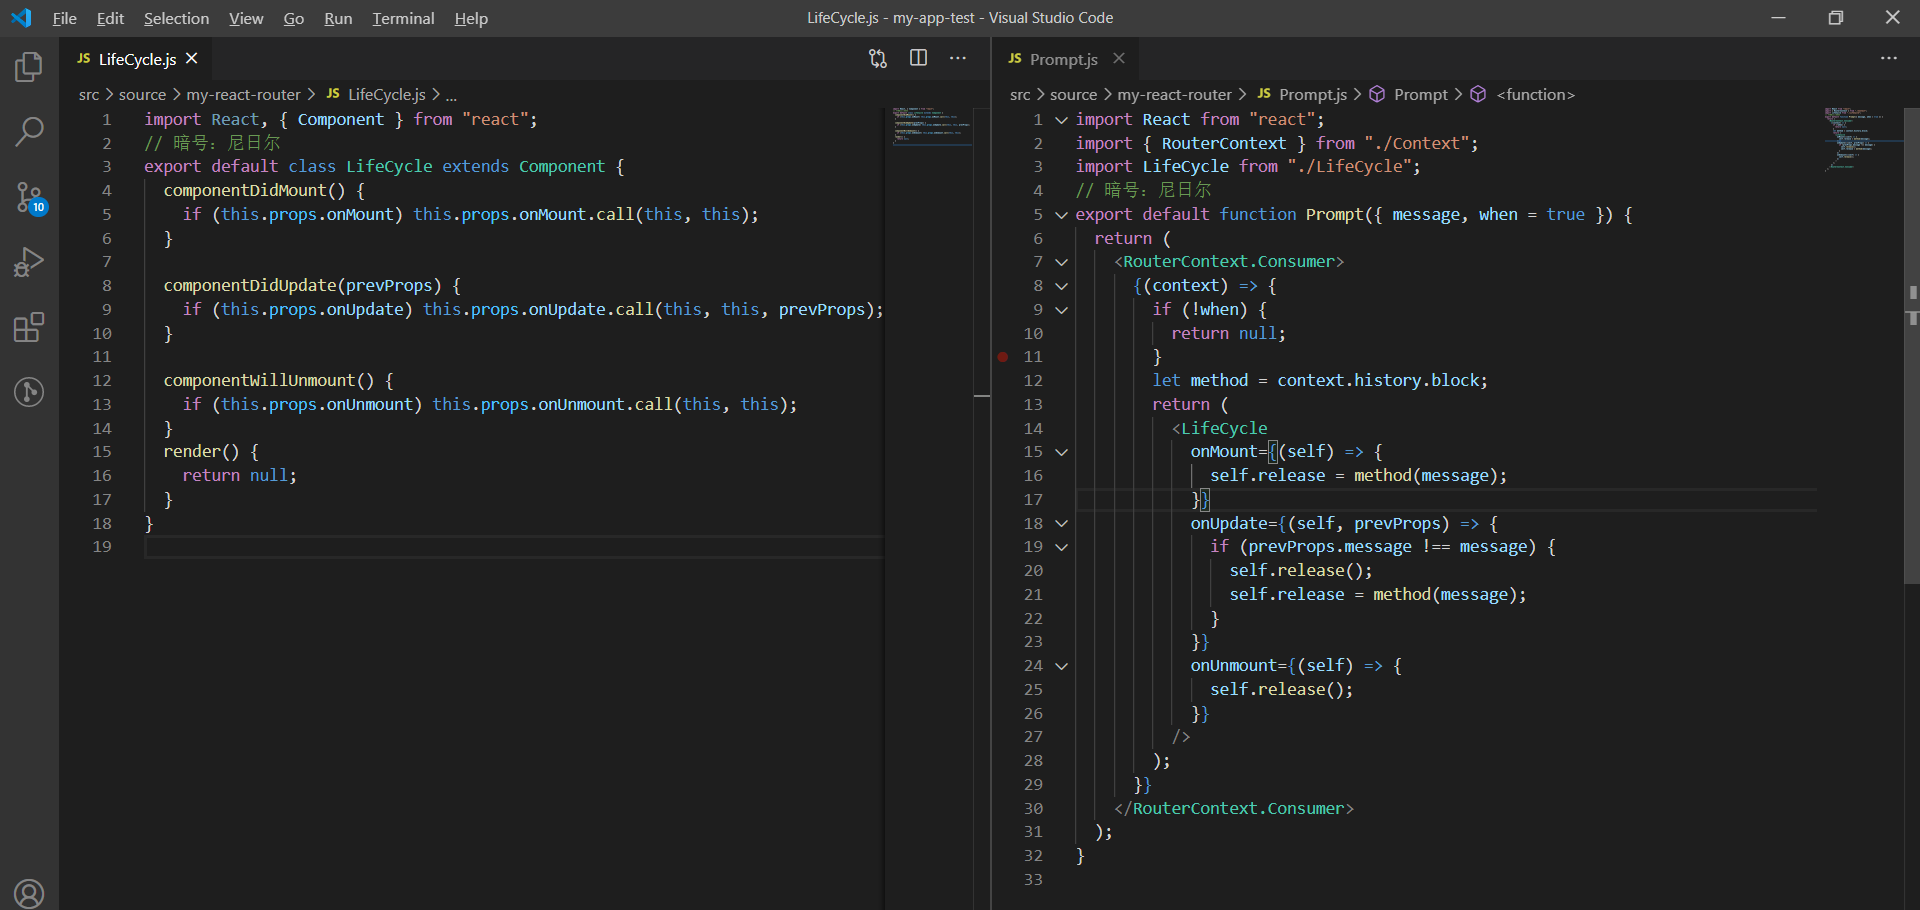 File Edit Selection View Go Run Terminal Help
LifeCycle.js - my-app-test - Visual Studio Code
JS LifeCycle.js
src > source > my-react-router > JS LifeCycle.js > ...
1 import React, { Component } from "react";
2 // 暗号：尼日尔
3 export default class LifeCycle extends Component {
4 componentDidMount() {
5 if (this.props.onMount) this.props.onMount.call(this, this);
6 }
7
8 componentDidUpdate(prevProps) {
9 if (this.props.onUpdate) this.props.onUpdate.call(this, this, prevProps);
10 }
11
12 componentWillUnmount() {
13 if (this.props.onUnmount) this.props.onUnmount.call(this, this);
14 }
15 render() {
16 return null;
17 }
18 }
19
10
JS Prompt.js
src > source > my-react-router > JS Prompt.js > Prompt > <function>
1 import React from "react";
2 import { RouterContext } from "./Context";
3 import LifeCycle from "./LifeCycle";
4 // 暗号：尼日尔
5 export default function Prompt({ message, when = true }) {
6 return (
7 <RouterContext.Consumer>
8 {(context) => {
9 if (!when) {
10 return null;
11 }
12 let method = context.history.block;
13 return (
14 <LifeCycle
15 onMount={(self) => {
16 self.release = method(message);
17 }}
18 onUpdate={(self, prevProps) => {
19 if (prevProps.message !== message) {
20 self.release();
21 self.release = method(message);
22 }
23 }}
24 onUnmount={(self) => {
25 self.release();
26 }}
27 />
28 );
29 }}
30 </RouterContext.Consumer>
31 );
32 }
33